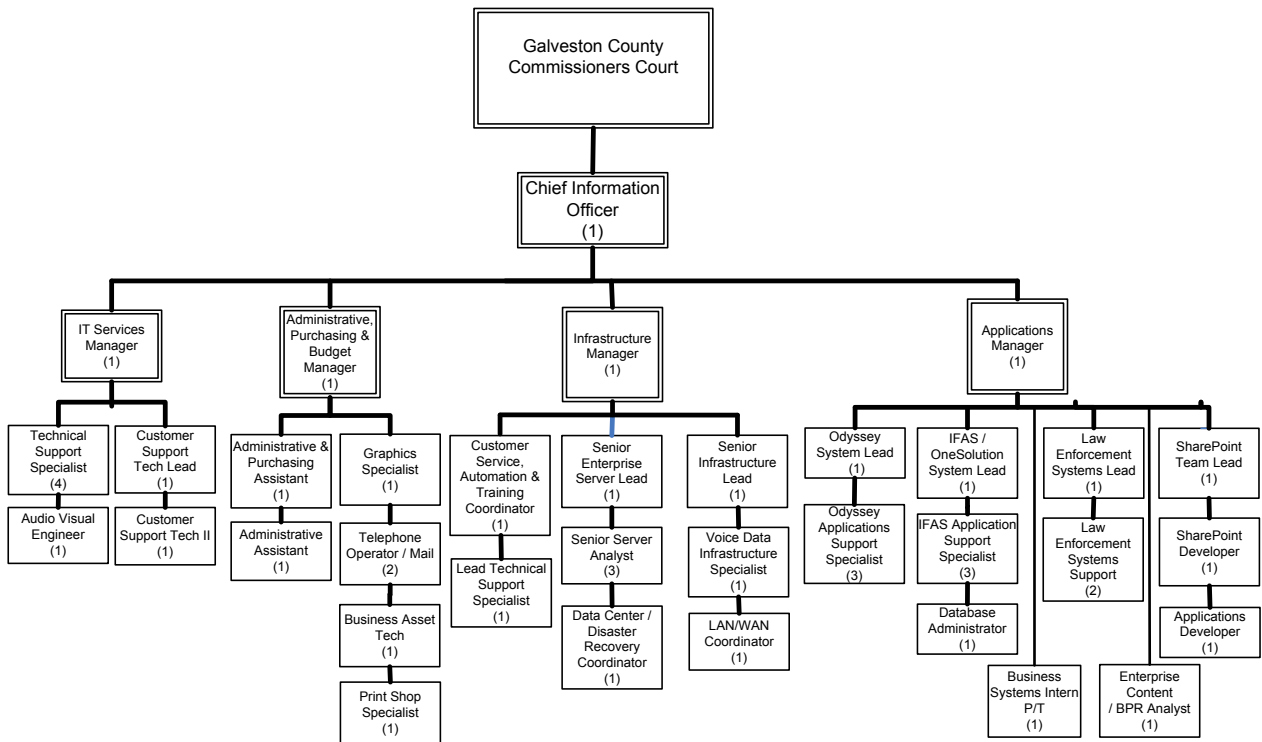 Galveston County
Commissioners Court
Chief Information
Officer
(1)
IT Services
Manager
(1)
Administrative,
Purchasing &
Budget
Manager
(1)
Infrastructure
Manager
(1)
Applications
Manager
(1)
Technical
Support
Specialist
(4)
Audio Visual
Engineer
(1)
Customer
Support
Tech Lead
(1)
Customer
Support Tech II
(1)
Administrative &
Purchasing
Assistant
(1)
Administrative
Assistant
(1)
Graphics
Specialist
(1)
Telephone
Operator / Mail
(2)
Business Asset
Tech
(1)
Print Shop
Specialist
(1)
Customer
Service,
Automation &
Training
Coordinator
(1)
Lead Technical
Support
Specialist
(1)
Senior
Enterprise
Server Lead
(1)
Senior Server
Analyst
(3)
Data Center /
Disaster
Recovery
Coordinator
(1)
Senior
Infrastructure
Lead
(1)
Voice Data
Infrastructure
Specialist
(1)
LAN/WAN
Coordinator
(1)
Odyssey
System Lead
(1)
Odyssey
Applications
Support
Specialist
(3)
IFAS /
OneSolution
System Lead
(1)
IFAS Application
Support
Specialist
(3)
Database
Administrator
(1)
Business
Systems Intern
P/T
(1)
Law
Enforcement
Systems Lead
(1)
Law
Enforcement
Systems
Support
(2)
Enterprise
Content
/ BPR Analyst
(1)
SharePoint
Team Lead
(1)
SharePoint
Developer
(1)
Applications
Developer
(1)